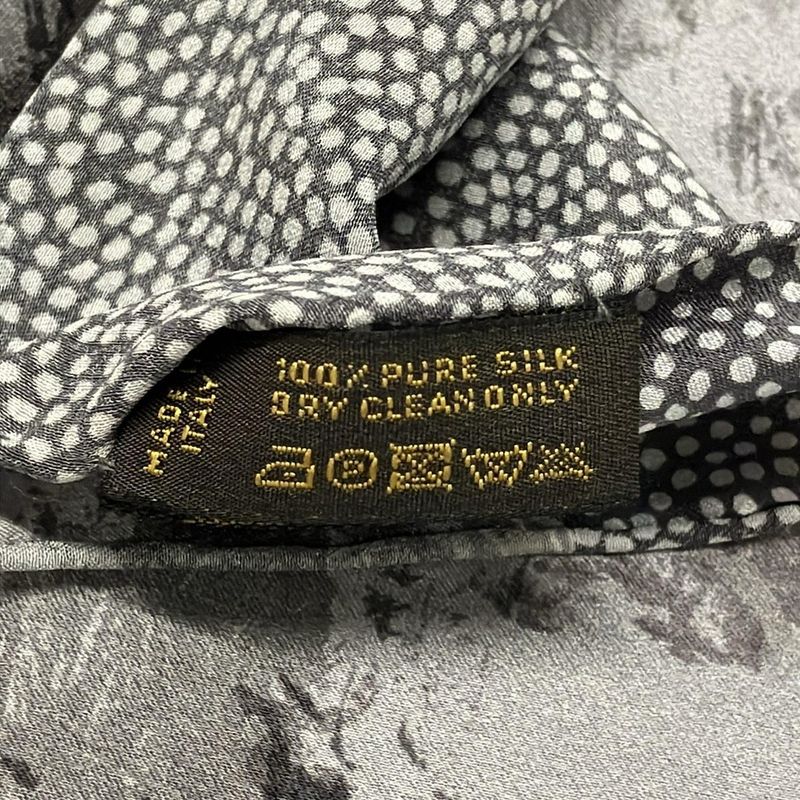 100% PURE SILK
DRY CLEAN ONLY
MADE IN
ITALY